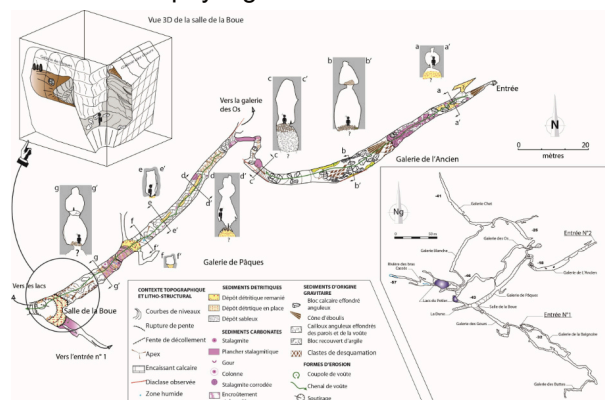 Vue 3D de la salle de la Boue
Vers la galerie
des Os
Entrée
Galerie de l'Ancien
N
0 20
mètres
a a'
b b'
c c'
d d'
e e'
f f'
g g'
Galerie de Pâques
Vers les lacs
Salle de la Boue
Vers l'entrée n° 1
CONTEXTE TOPOGRAPHIQUE
ET LITHO-STRUCTURAL
Courbes de niveaux
Rupture de pente
Fente de décollement
Apex
Encaissant calcaire
Diaclase observée
Zone humide
SEDIMENTS DETRITIQUES
Dépôt détritique remanié
Dépôt détritique en place
Dépôt sableux
SEDIMENTS CARBONATES
Stalagmite
Plancher stalagmitique
Gour
Colonne
Stalagmite corrodée
Encroûtement
SEDIMENTS D'ORIGINE
GRAVITAIRE
Bloc calcaire effondré
anguleux
Cône d'éboulis
Cailloux anguleux effondrés
des parois et de la voûte
Bloc recouvert d'argile
Clastes de desquamation
FORMES D'EROSION
Coupole de voûte
Chenal de voûte
Soutirage
Ng
Galerie des Os
Entrée N°2
Galerie de l'Ancien
Galerie Blanche
Galerie de Pâques
Salle de la Boue
Entrée N°1